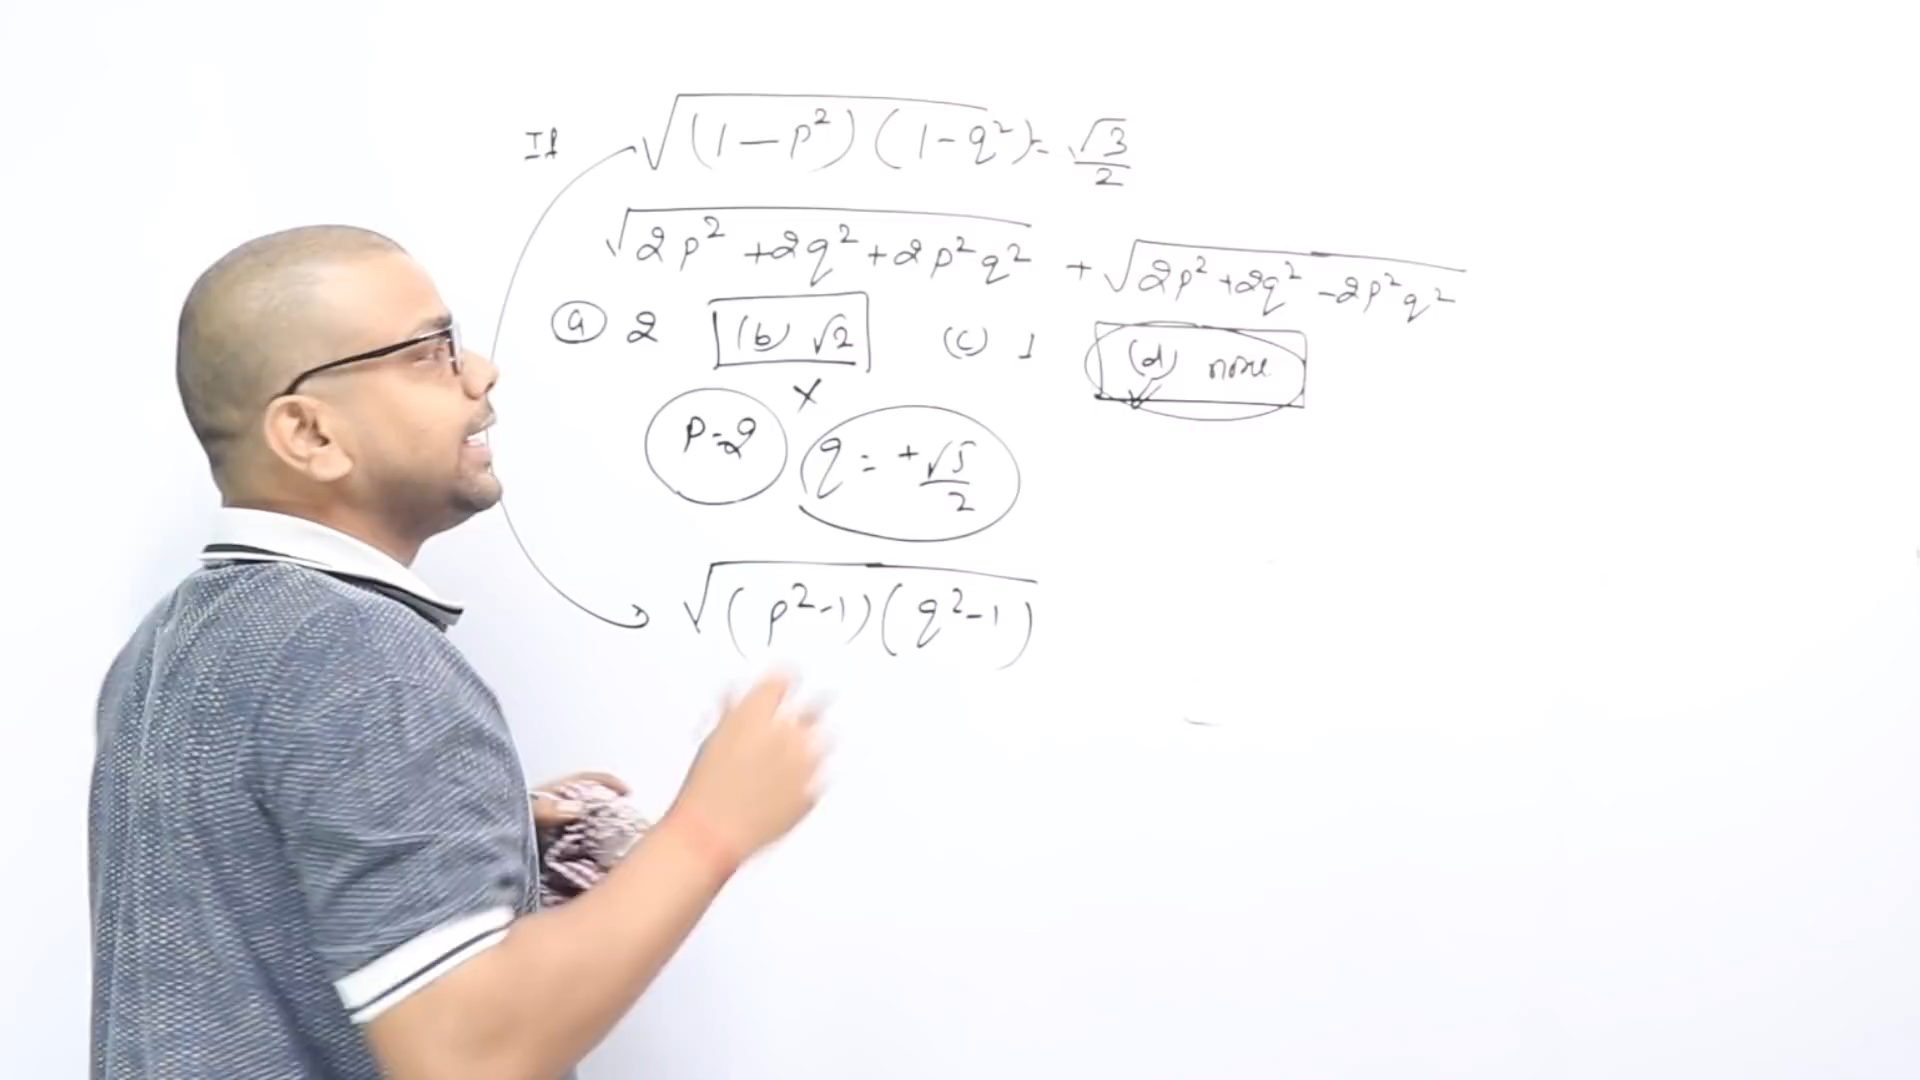 If √(1-p²)(1-q²) = √3/2
√2p²+2q²+2p²q² + √2p²+2q²-2p²q²
(a) 2 (b) √2 (c) 1 (d) none
×
p=2 q = +√5/2
√(p²-1)(q²-1)